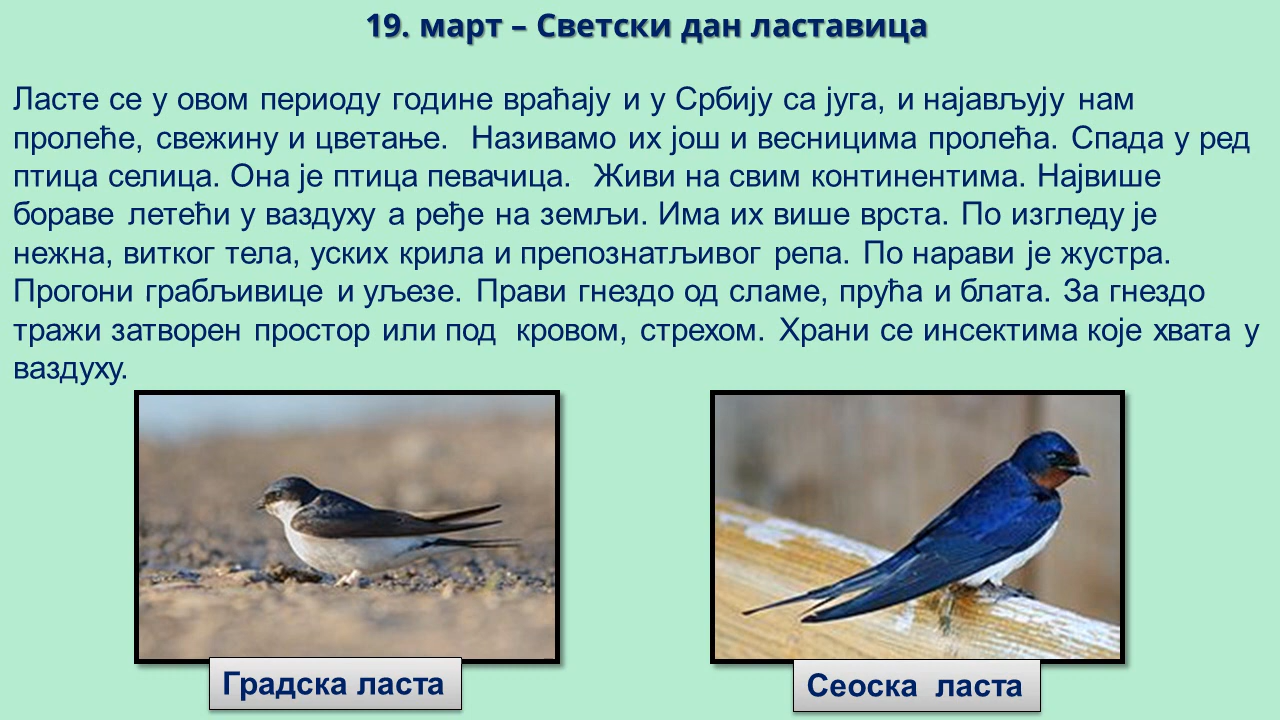 19. март – Светски дан ластавица
Ласте се у овом периоду године враћају и у Србију са југа, и најављују нам
пролеће, свежину и цветање. Називамо их још и весницима пролећа. Спада у ред
птица селица. Она је птица певачица. Живи на свим континентима. Највише
бораве летећи у ваздуху а ређе на земљи. Има их више врста. По изгледу је
нежна, витког тела, уских крила и препознатљивог репа. По нарави је жустра.
Прогони грабљивице и уљезе. Прави гнездо од сламе, прућа и блата. За гнездо
тражи затворен простор или под кровом, стрехом. Храни се инсектима које хвата у
ваздуху.
Градска ласта
Сеоска ласта